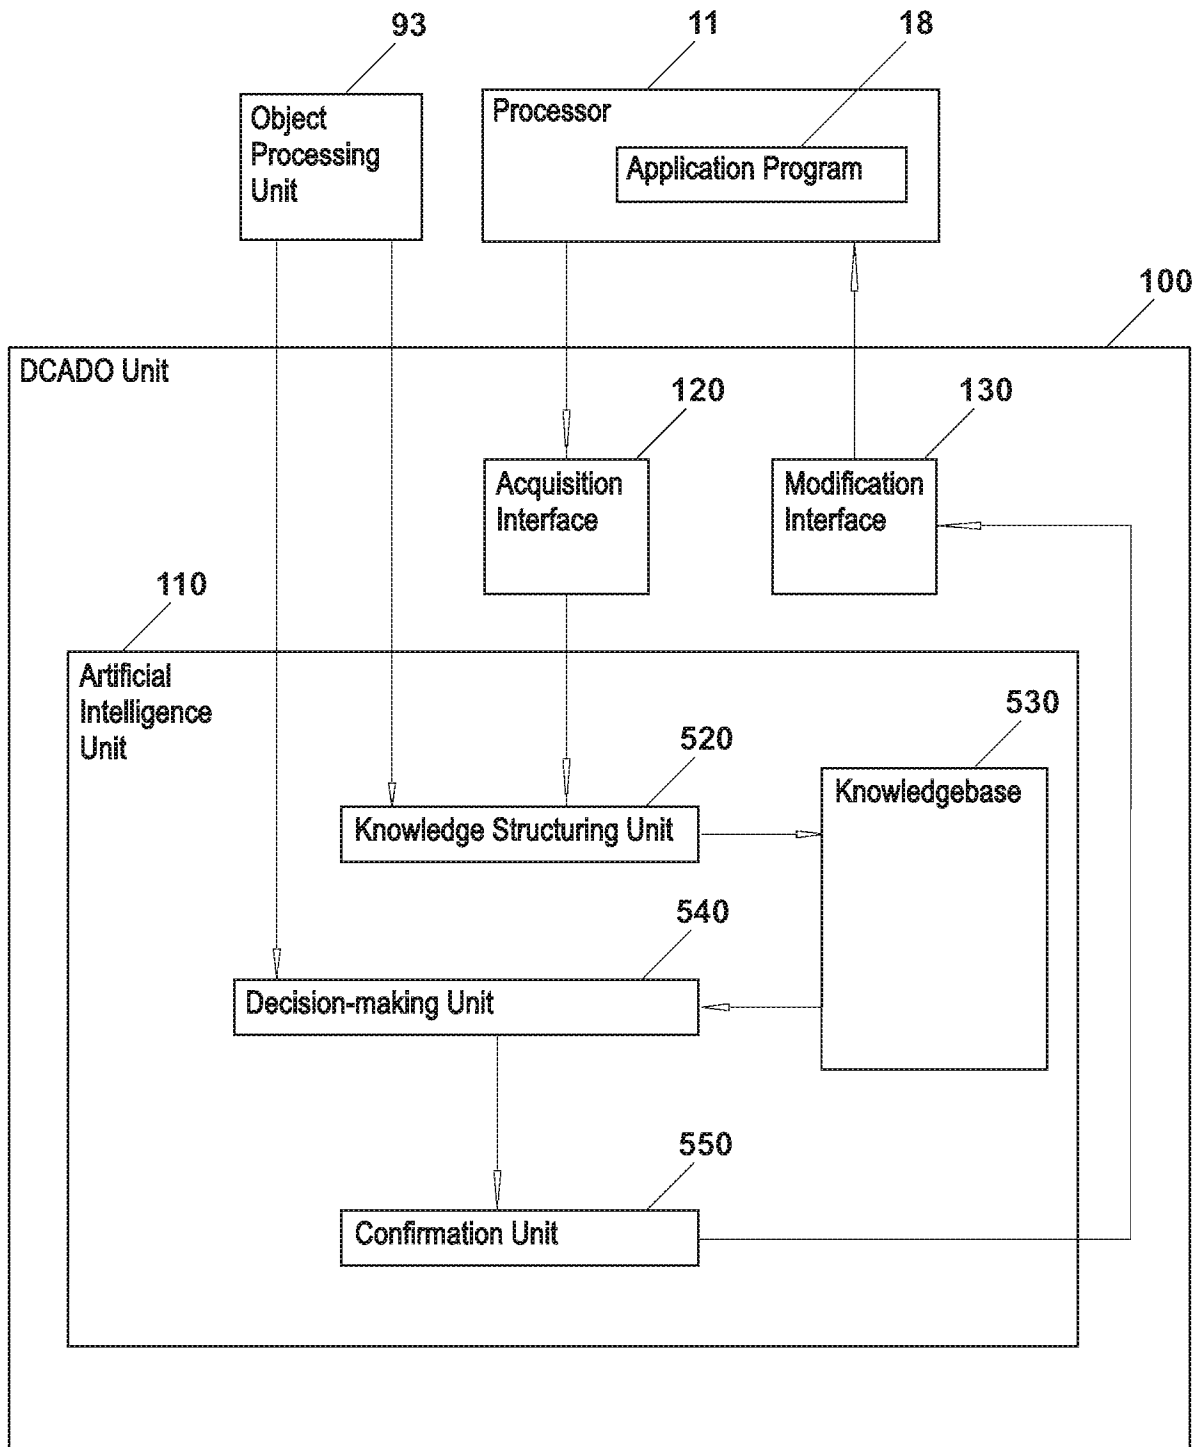 93
11
18
Object
Processing
Unit
Processor
Application Program
100
DCADO Unit
120
130
Acquisition
Interface
Modification
Interface
110
Artificial
Intelligence
Unit
520
530
Knowledge Structuring Unit
Knowledgebase
540
Decision-making Unit
550
Confirmation Unit